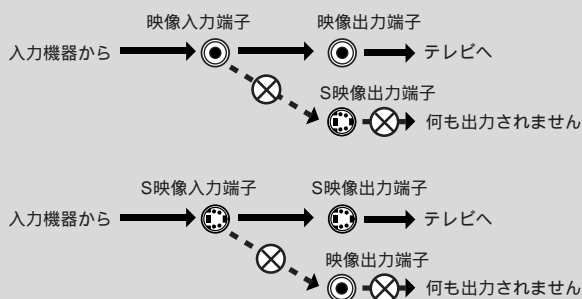 映像入力端子 映像出力端子
入力機器から テレビへ
S映像出力端子
何も出力されません
S映像入力端子 S映像出力端子
入力機器から テレビへ
映像出力端子
何も出力されません